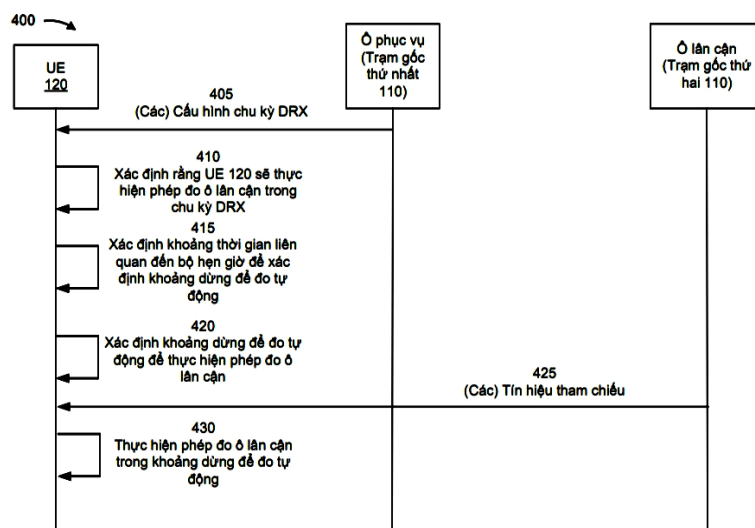 400
UE
120
Ô phục vụ
(Trạm gốc
thứ nhất
110)
Ô lân cận
(Trạm gốc thứ
hai 110)
405
(Các) Cấu hình chu kỳ DRX
410
Xác định rằng UE 120 sẽ thực
hiện phép đo ô lân cận trong
chu kỳ DRX
415
Xác định khoảng thời gian liên
quan đến bộ hẹn giờ để xác
định khoảng dừng để đo tự
động
420
Xác định khoảng dừng để đo tự
động để thực hiện phép đo ô
lân cận
425
(Các) Tín hiệu tham chiếu
430
Thực hiện phép đo ô lân cận
trong khoảng dừng để đo tự
động